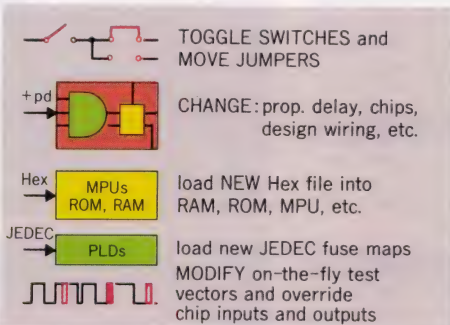 TOGGLE SWITCHES and
MOVE JUMPERS
+pd
CHANGE: prop. delay, chips,
design wiring, etc.
Hex
MPUs
ROM, RAM
load NEW Hex file into
RAM, ROM, MPU, etc.
JEDEC
PLDs
load new JEDEC fuse maps
MODIFY on-the-fly test
vectors and override
chip inputs and outputs